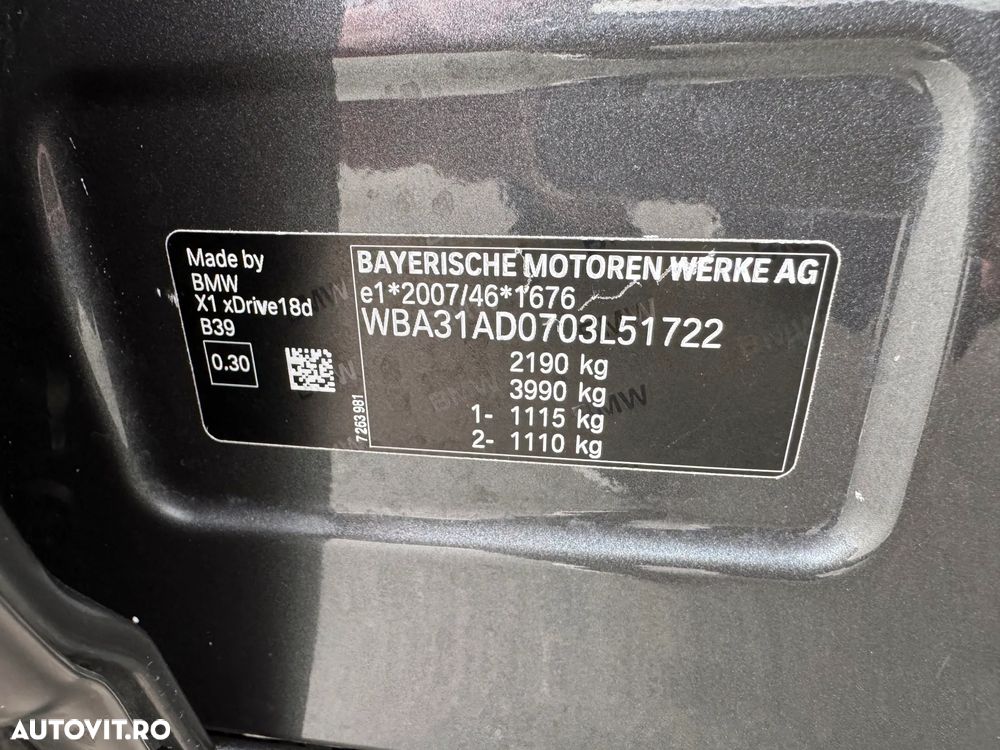 Made by
BMW
X1 xDrive18d
B39
0.30
7263981
BAYERISCHE MOTOREN WERKE AG
e1*2007/46*1676
WBA31AD0703L51722
2190 kg
3990 kg
1- 1115 kg
2- 1110 kg
AUTOVIT.RO